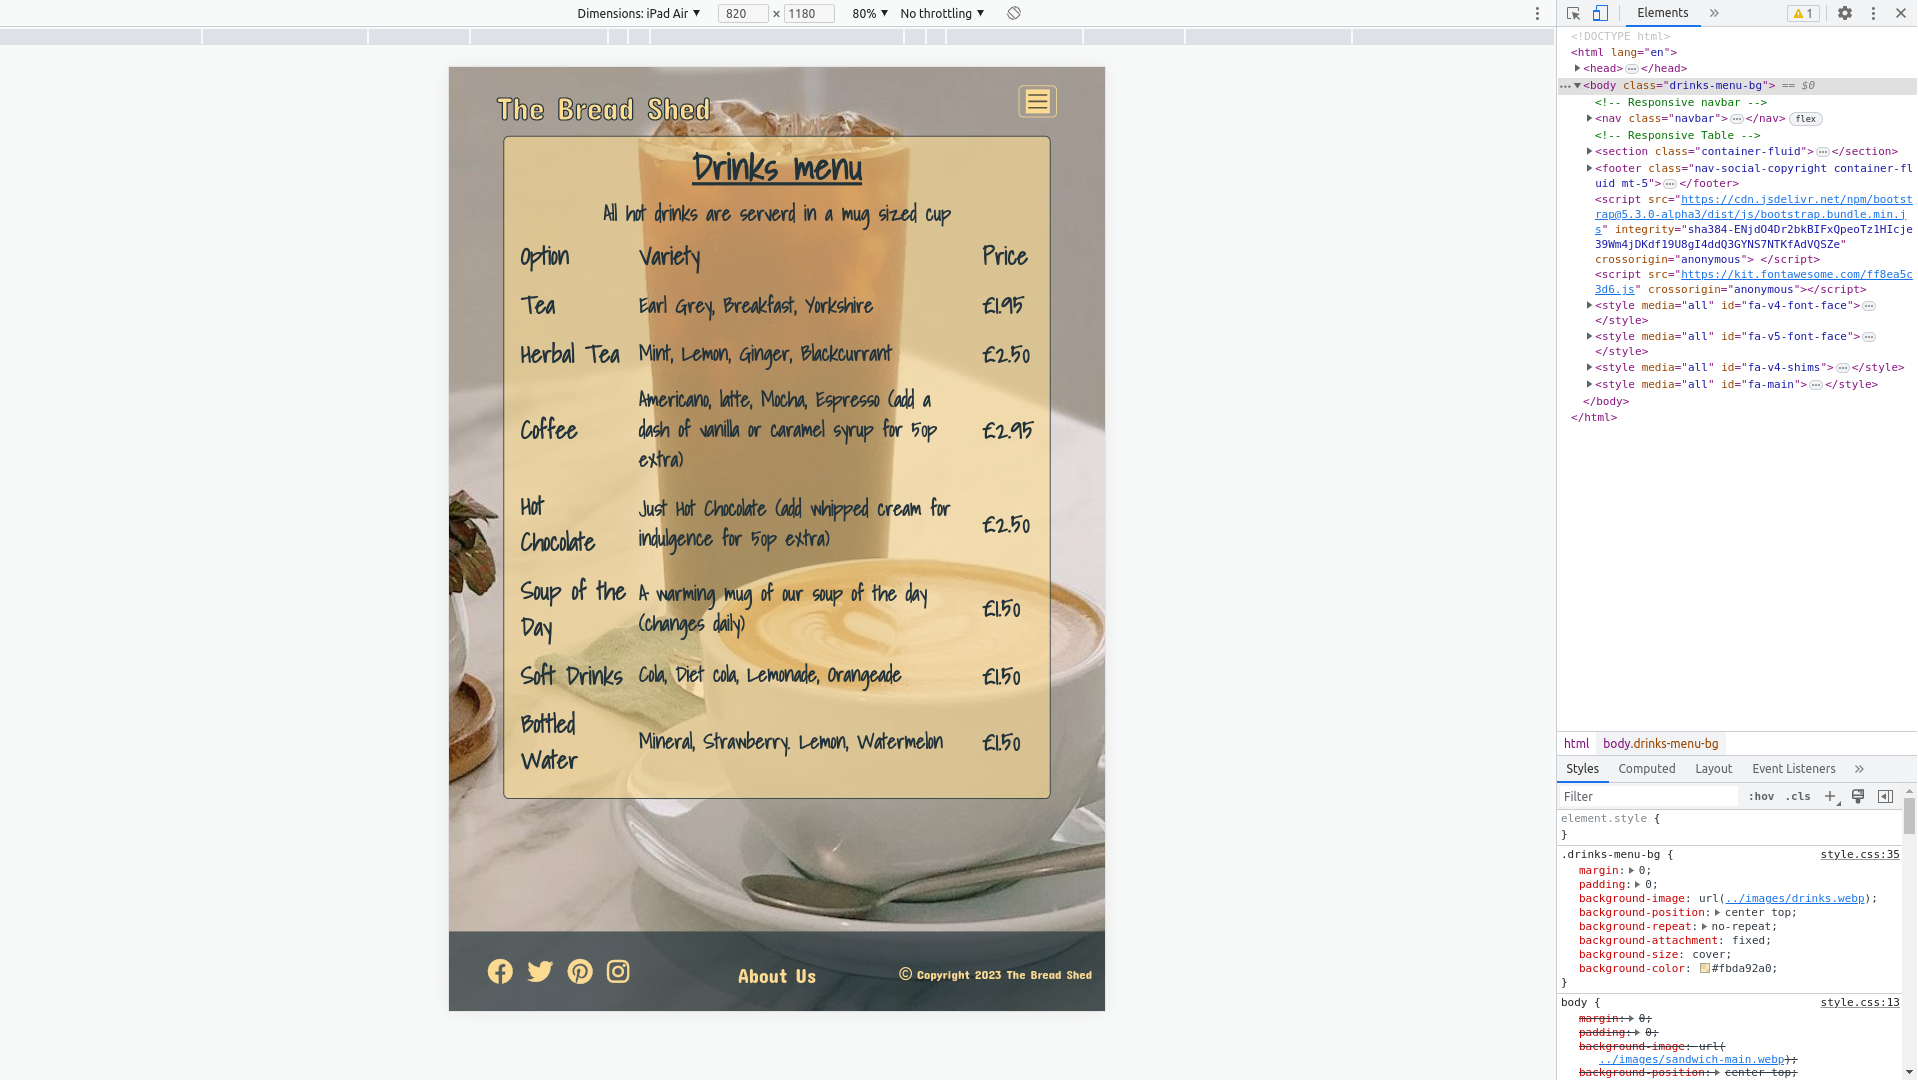 Dimensions: iPad Air ▼ 820 × 1180 80% ▼ No throttling ▼
The Bread Shed
Drinks menu
All hot drinks are serverd in a mug sized cup
Option Variety Price
Tea Earl Grey, Breakfast, Yorkshire £1.95
Herbal Tea Mint, Lemon, Ginger, Blackcurrant £2.50
Americano, latte, Mocha, Espresso (add a
Coffee dash of vanilla or caramel syrup for 50p £2.95
extra)
Hot Just Hot Chocolate (add whipped cream for
Chocolate indulgence for 50p extra) £2.50
Soup of the A warming mug of our soup of the day
Day (changes daily) £1.50
Soft Drinks Cola, Diet cola, Lemonade, Orangeade £1.50
Bottled
Water Mineral, Strawberry. Lemon, Watermelon £1.50
About Us © Copyright 2023 The Bread Shed
Elements » 1
<!DOCTYPE html>
<html lang="en">
<head> ⋯ </head>
<body class="drinks-menu-bg"> == $0
<!-- Responsive navbar -->
<nav class="navbar"> ⋯ </nav> flex
<!-- Responsive Table -->
<section class="container-fluid"> ⋯ </section>
<footer class="nav-social-copyright container-fl
uid mt-5"> ⋯ </footer>
<script src="https://cdn.jsdelivr.net/npm/bootst
rap@5.3.0-alpha3/dist/js/bootstrap.bundle.min.j
s" integrity="sha384-ENjdO4Dr2bkBIFxQpeoTz1HIcje
39Wm4jDKdf19U8gI4ddQ3GYNS7NTKfAdVQSZe"
crossorigin="anonymous"> </script>
<script src="https://kit.fontawesome.com/ff8ea5c
3d6.js" crossorigin="anonymous"></script>
<style media="all" id="fa-v4-font-face"> ⋯
</style>
<style media="all" id="fa-v5-font-face"> ⋯
</style>
<style media="all" id="fa-v4-shims"> ⋯ </style>
<style media="all" id="fa-main"> ⋯ </style>
</body>
</html>
html body.drinks-menu-bg
Styles Computed Layout Event Listeners »
Filter :hov .cls +
element.style {
}
.drinks-menu-bg { style.css:35
margin: 0;
padding: 0;
background-image: url(../images/drinks.webp);
background-position: center top;
background-repeat: no-repeat;
background-attachment: fixed;
background-size: cover;
background-color: #fbda92a0;
}
body { style.css:13
margin: 0;
padding: 0;
background-image: url(
../images/sandwich-main.webp);
background-position: center top;